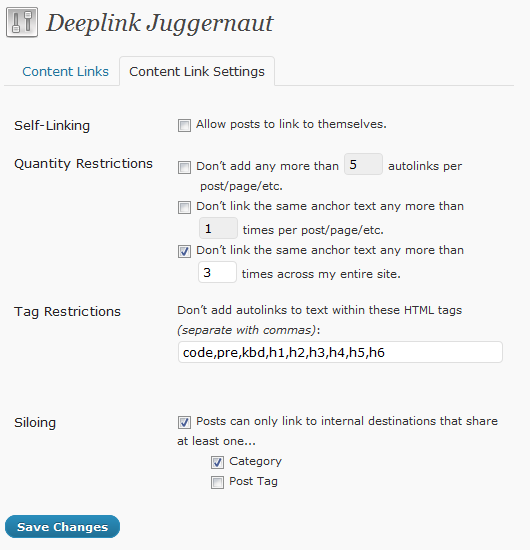 Deeplink Juggernaut
Content Links Content Link Settings
Self-Linking Allow posts to link to themselves.
Quantity Restrictions Don't add any more than 5 autolinks per
post/page/etc.
Don't link the same anchor text any more than
1 times per post/page/etc.
Don't link the same anchor text any more than
3 times across my entire site.
Tag Restrictions Don't add autolinks to text within these HTML tags
(separate with commas):
code,pre,kbd,h1,h2,h3,h4,h5,h6
Siloing Posts can only link to internal destinations that share
at least one...
Category
Post Tag
Save Changes